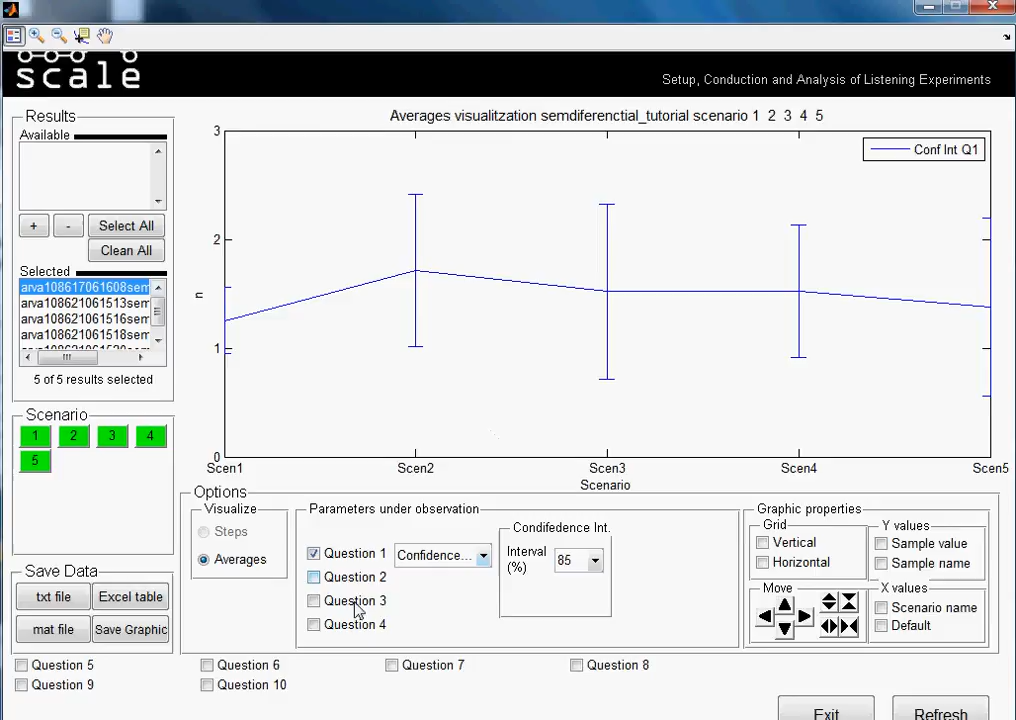 scale
Setup, Conduction and Analysis of Listening Experiments
Results
Available
+ - Select All
Clean All
Selected
arva108617061608sem
arva108621061513sem
arva108621061516sem
arva108621061518sem
5 of 5 results selected
Scenario
1 2 3 4
5
Save Data
txt file Excel table
mat file Save Graphic
Averages visualitzation semdiferenctial_tutorial scenario 1 2 3 4 5
Conf Int Q1
3
2
1
0
n
Scen1 Scen2 Scen3 Scen4 Scen5
Scenario
Options
Visualize
Steps
Averages
Parameters under observation
Question 1 Confidence...
Question 2
Question 3
Question 4
Condifedence Int.
Interval
(%)
85
Graphic properties
Grid
Vertical
Horizontal
Y values
Sample value
Sample name
Move
X values
Scenario name
Default
Question 5 Question 6 Question 7 Question 8
Question 9 Question 10
Exit Refresh